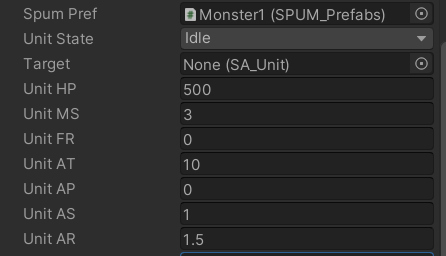 Spum Pref Monster1 (SPUM_Prefabs)
Unit State Idle
Target None (SA_Unit)
Unit HP 500
Unit MS 3
Unit FR 0
Unit AT 10
Unit AP 0
Unit AS 1
Unit AR 1.5